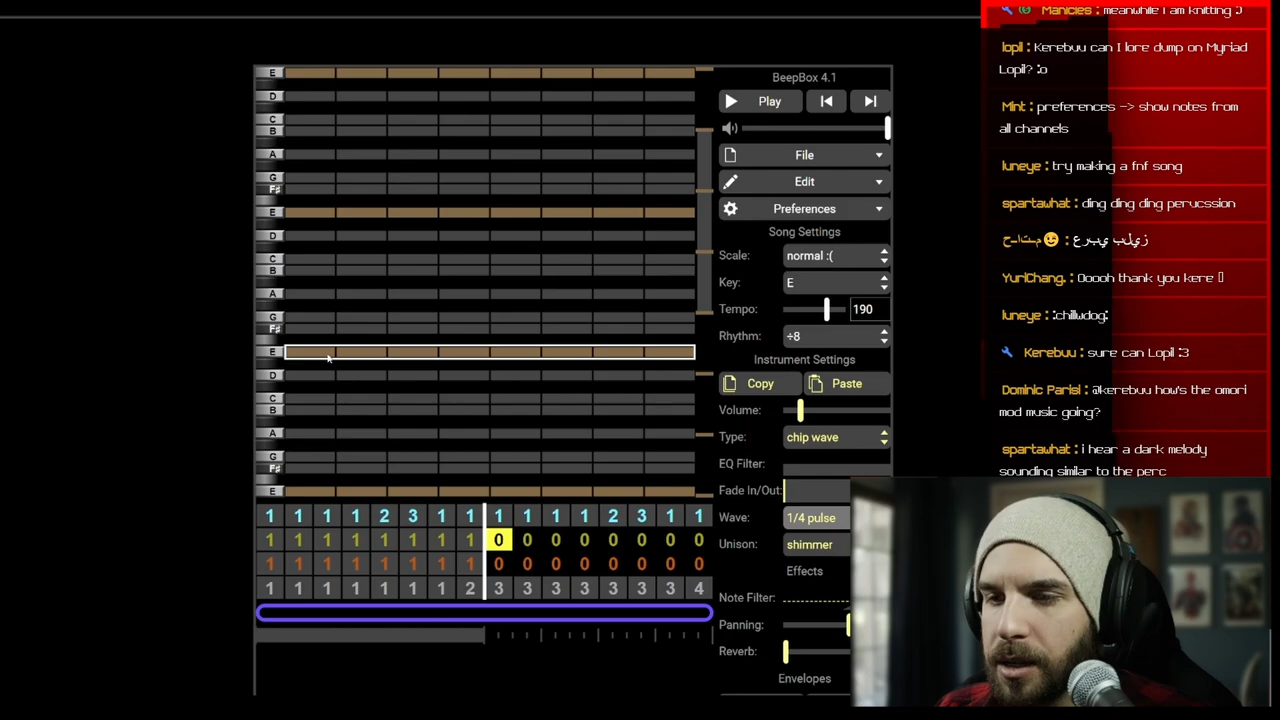 Manicies : meanwhile i am knitting :)
lopil : Kerebuu can I lore dump on Myriad
Lopil? :o
Mint : preferences -> show notes from
all channels
luneye : try making a fnf song
spartawhat : ding ding ding perucssion
YuriChang. : Ooooh thank you kere
luneye : :chillwdog:
Kerebuu : sure can Lopil :3
Dominic Parisi : @kerebuu how's the omori
mod music going?
spartawhat : i hear a dark melody
sounding similar to the perc
BeepBox 4.1
Play
File
Edit
Preferences
Song Settings
Scale: normal :(
Key: E
Tempo: 190
Rhythm: ÷8
Instrument Settings
Copy Paste
Volume:
Type: chip wave
EQ Filter:
Fade In/Out:
Wave: 1/4 pulse
Unison: shimmer
Effects
Note Filter:
Panning:
Reverb:
Envelopes
E
D
C
B
A
G
F♯
E
D
C
B
A
G
F♯
E
D
C
B
A
G
F♯
E
1 1 1 1 2 3 1 1 1 1 1 1 2 3 1 1
1 1 1 1 1 1 1 1 0 0 0 0 0 0 0 0
1 1 1 1 1 1 1 1 0 0 0 0 0 0 0 0
1 1 1 1 1 1 1 2 3 3 3 3 3 3 3 4